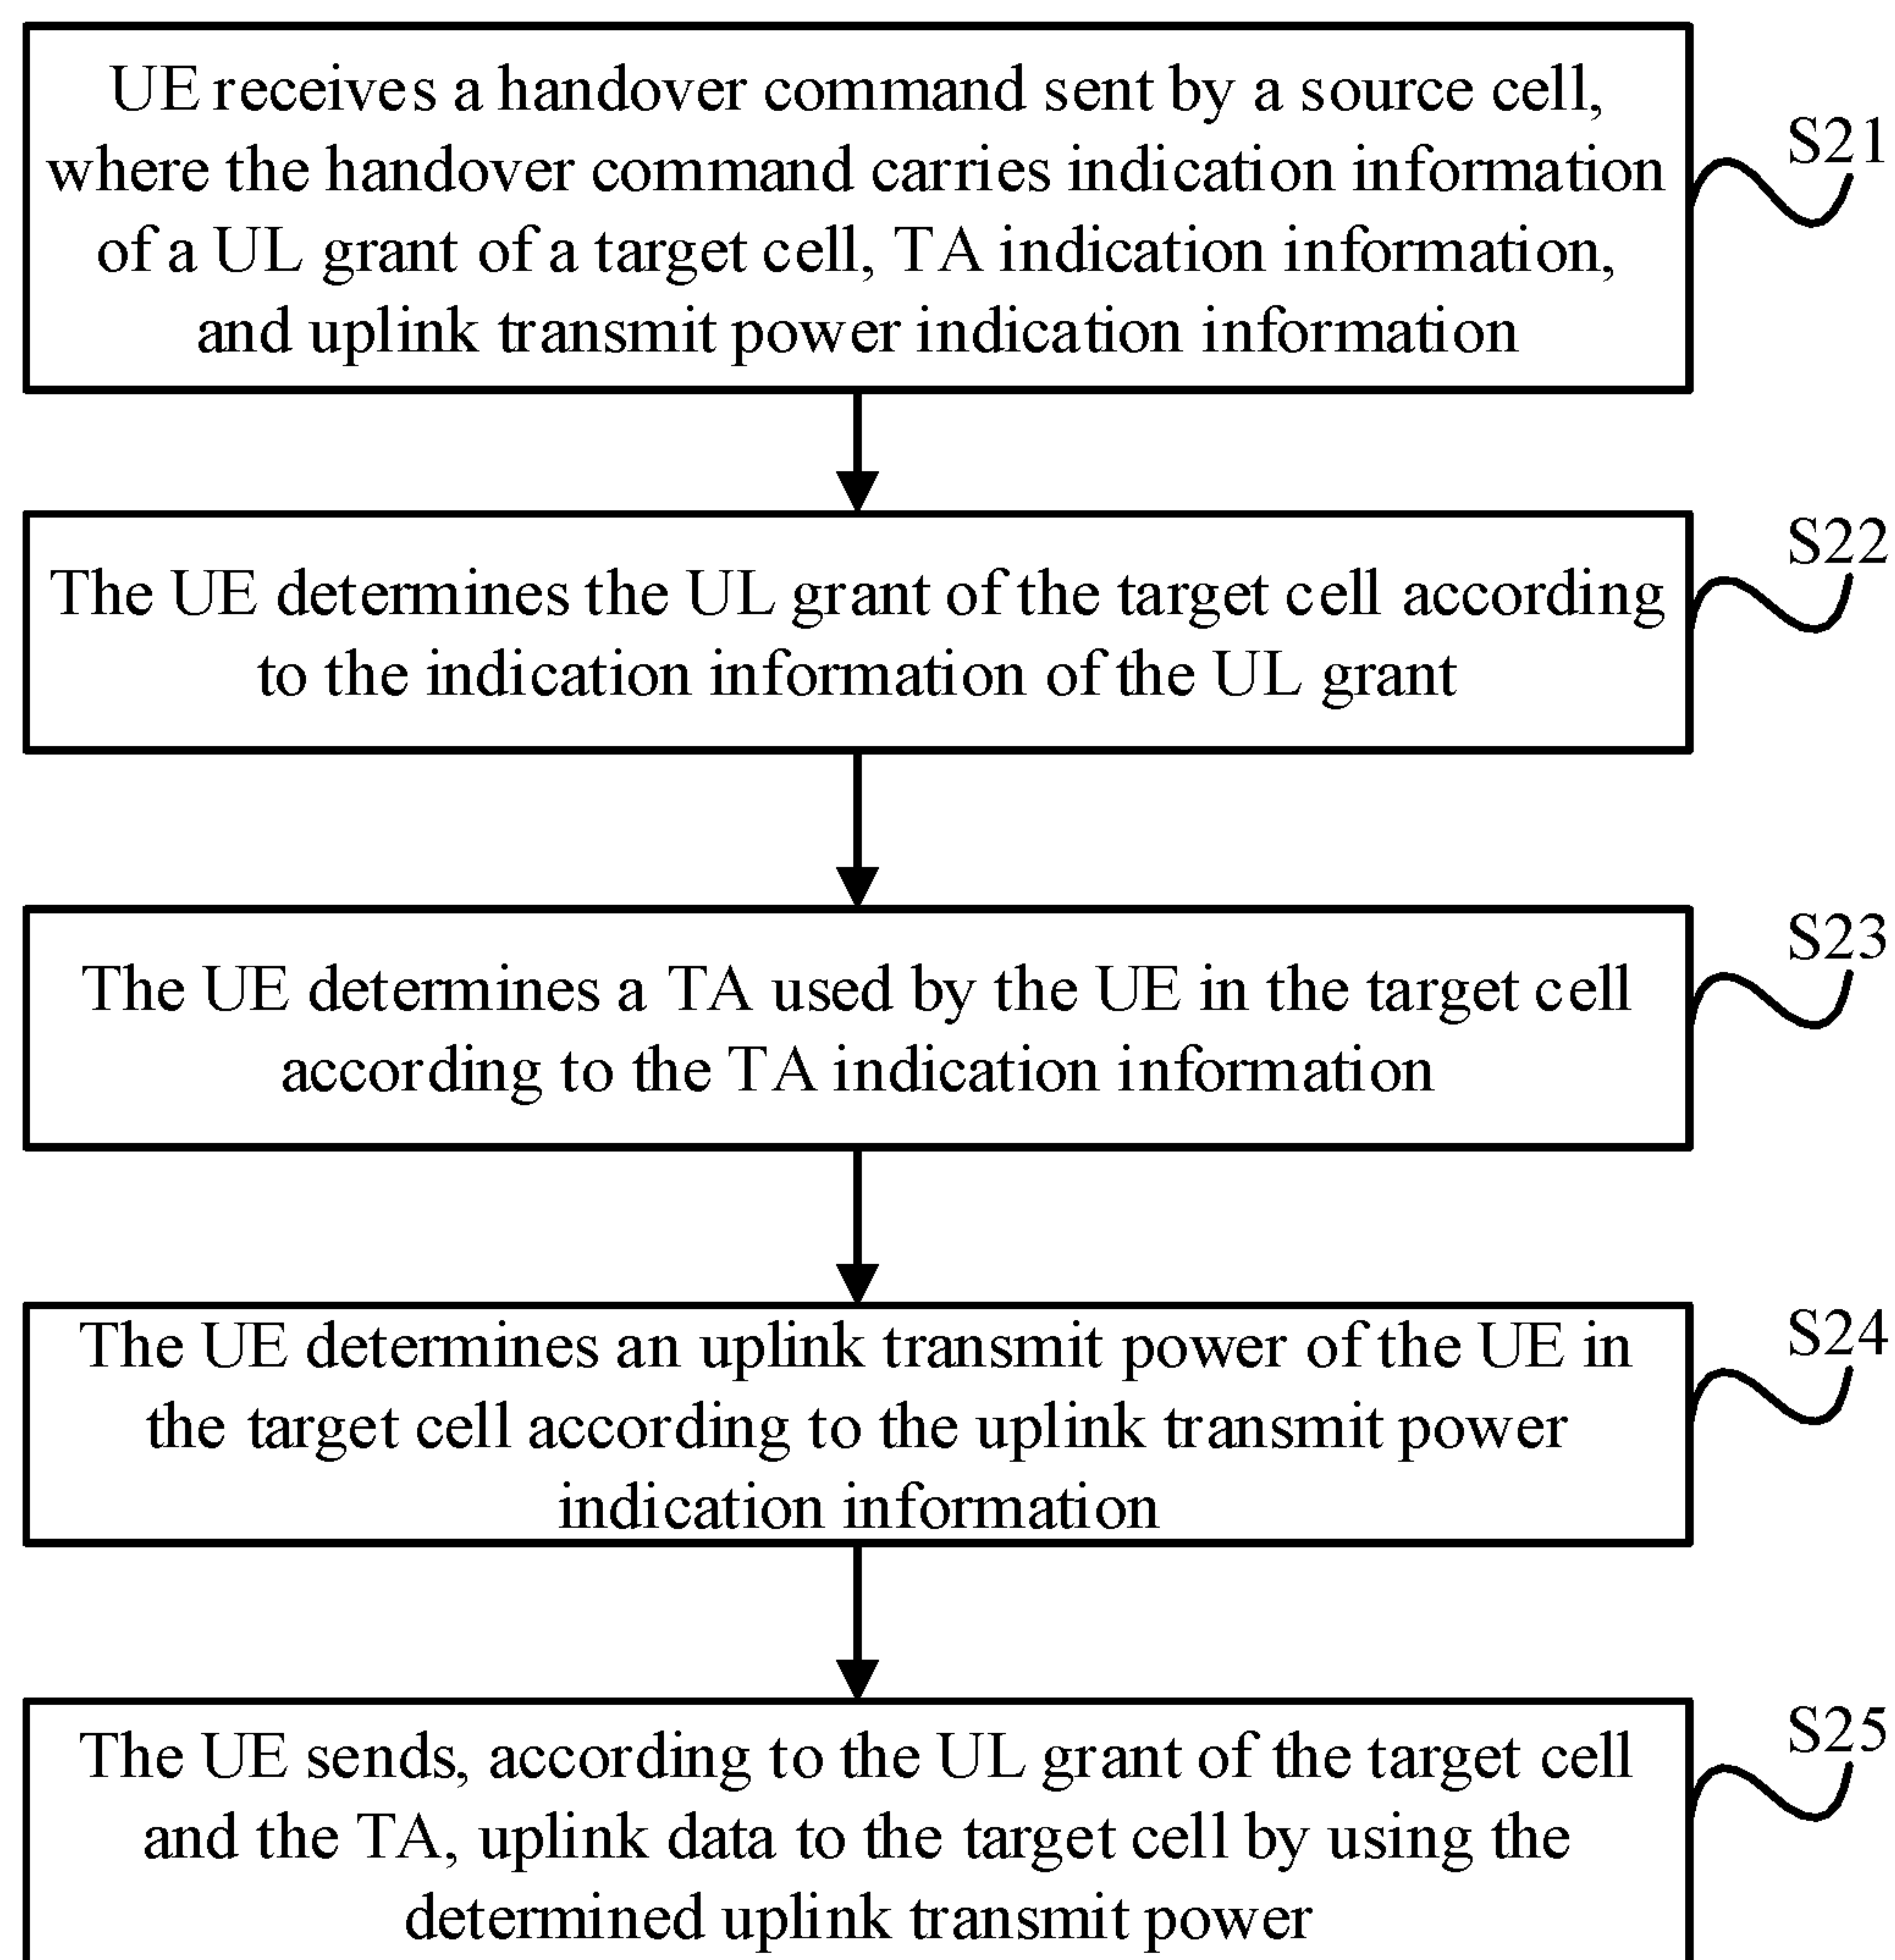 UE receives a handover command sent by a source cell,
where the handover command carries indication information
of a UL grant of a target cell, TA indication information,
and uplink transmit power indication information
S21
The UE determines the UL grant of the target cell according
to the indication information of the UL grant
S22
The UE determines a TA used by the UE in the target cell
according to the TA indication information
S23
The UE determines an uplink transmit power of the UE in
the target cell according to the uplink transmit power
indication information
S24
The UE sends, according to the UL grant of the target cell
and the TA, uplink data to the target cell by using the
determined uplink transmit power
S25